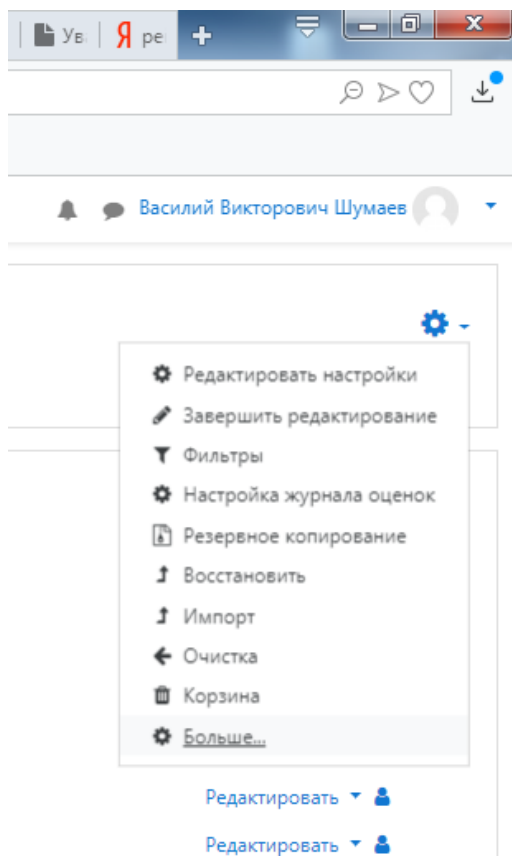 Ув
Я ре
Василий Викторович Шумаев
Редактировать настройки
Завершить редактирование
Фильтры
Настройка журнала оценок
Резервное копирование
Восстановить
Импорт
Очистка
Корзина
Больше...
Редактировать
Редактировать